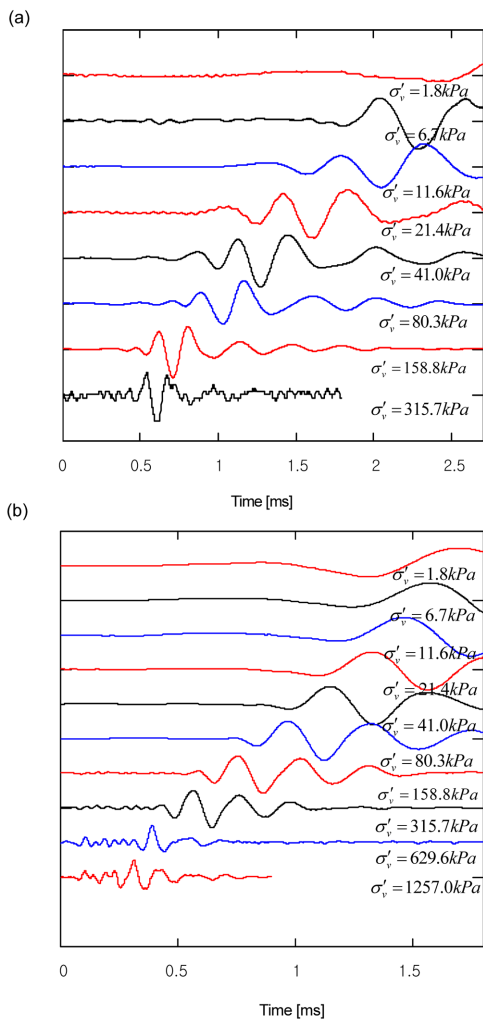 (a)
σ′v = 1.8kPa
σ′v = 6.7kPa
σ′v = 11.6kPa
σ′v = 21.4kPa
σ′v = 41.0kPa
σ′v = 80.3kPa
σ′v = 158.8kPa
σ′v = 315.7kPa
0 0.5 1 1.5 2 2.5
Time [ms]
(b)
σ′v = 1.8kPa
σ′v = 6.7kPa
σ′v = 11.6kPa
σ′v = 21.4kPa
σ′v = 41.0kPa
σ′v = 80.3kPa
σ′v = 158.8kPa
σ′v = 315.7kPa
σ′v = 629.6kPa
σ′v = 1257.0kPa
0 0.5 1 1.5
Time [ms]